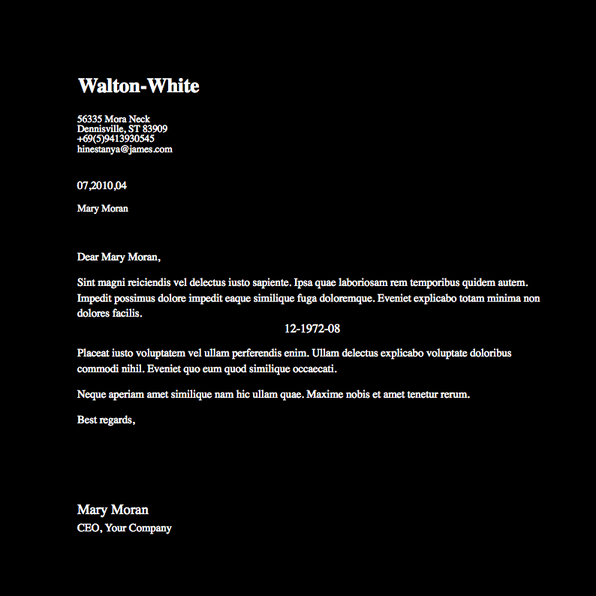 Walton-White
56335 Mora Neck
Dennisville, ST 83909
+69(5)9413930545
hinestanya@james.com
07,2010,04
Mary Moran
Dear Mary Moran,
Sint magni reiciendis vel delectus iusto sapiente. Ipsa quae laboriosam rem temporibus quidem autem.
Impedit possimus dolore impedit eaque similique fuga doloremque. Eveniet explicabo totam minima non
dolores facilis.
12-1972-08
Placeat iusto voluptatem vel ullam perferendis enim. Ullam delectus explicabo voluptate doloribus
commodi nihil. Eveniet quo eum quod similique occaecati.
Neque aperiam amet similique nam hic ullam quae. Maxime nobis et amet tenetur rerum.
Best regards,
Mary Moran
CEO, Your Company